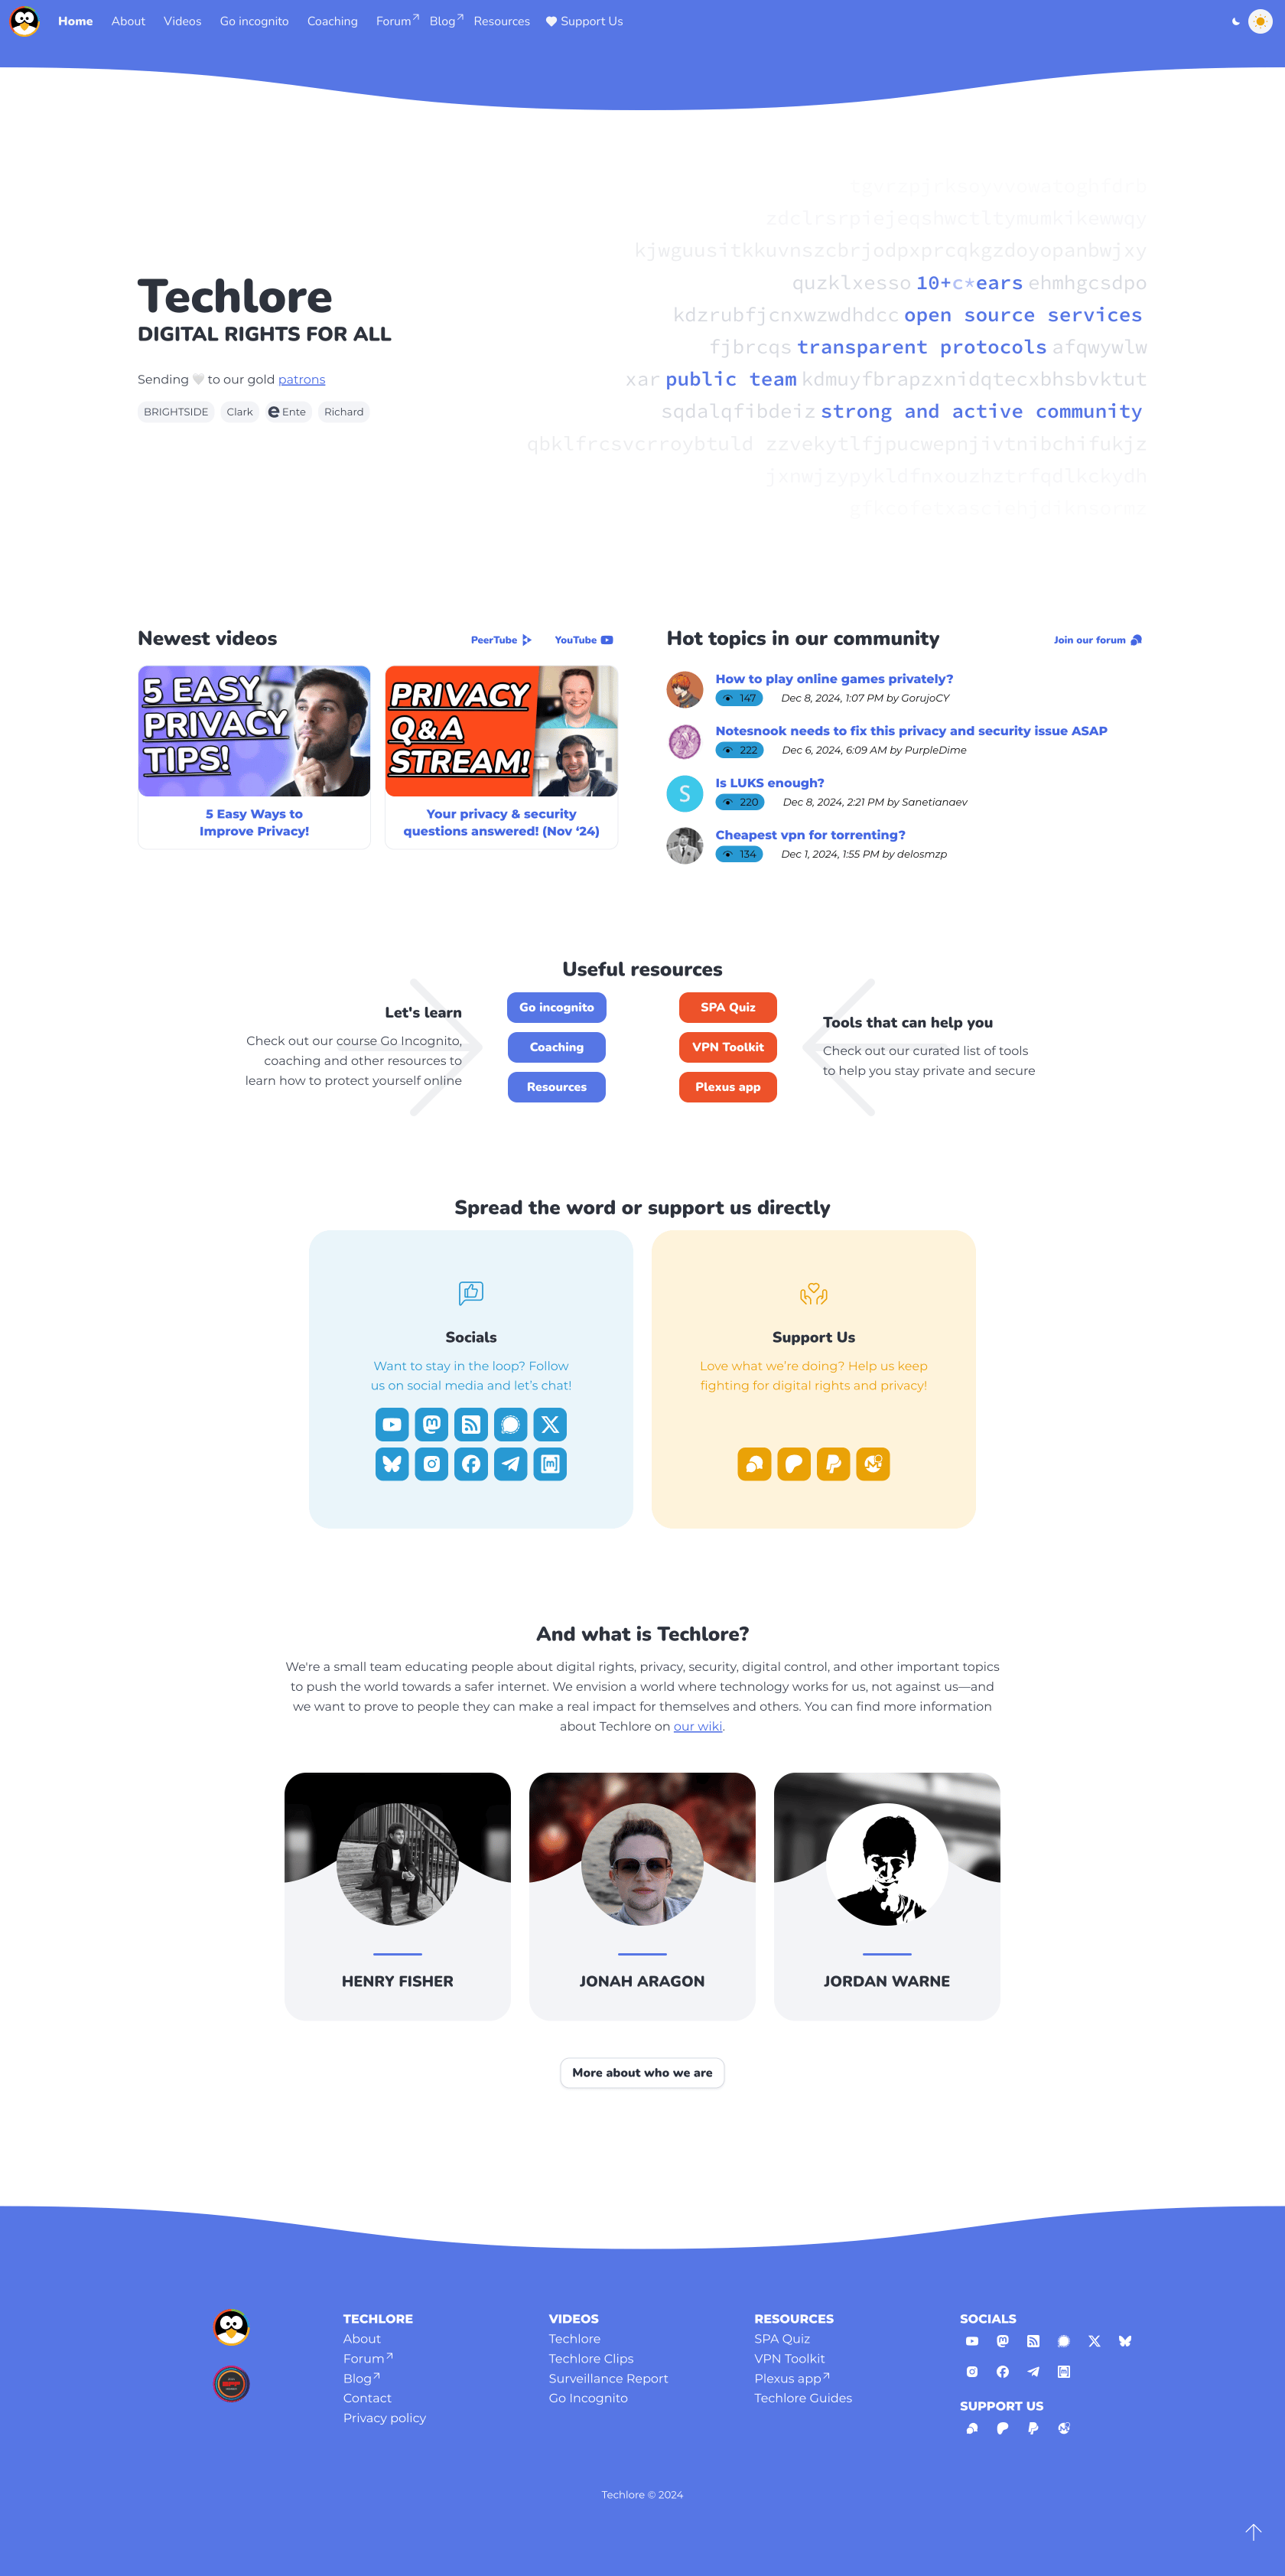 Home About Videos Go incognito Coaching Forum Blog Resources Support Us
zdclrsrpiejeqshwctltymumkikewwqy
kjwguusitkkuvnszcbrjodpxprcqkgzdoyopanbwjxy
quzklxesso 10+c*ears ehmhgcsdpo
kdzrubfjcnxwzwdhdcc open source services
fjbrcqs transparent protocols afqwywlw
xar public team kdmuyfbrapzxnidqtecxbhsbvktut
sqdalqfibdeiz strong and active community
qbklfrcsvcrroybtuld zzvekytlfjpucwepnjivtnibchifukjz
jxnwjzypykldfnxouzhztrfqdlkckydh
Techlore
DIGITAL RIGHTS FOR ALL
Sending 🤍 to our gold patrons
BRIGHTSIDE Clark Ente Richard
Newest videos PeerTube YouTube
5 EASY
PRIVACY
TIPS!
5 Easy Ways to
Improve Privacy!
PRIVACY
Q&A
STREAM!
Your privacy & security
questions answered! (Nov ‘24)
Hot topics in our community Join our forum
How to play online games privately?
147 Dec 8, 2024, 1:07 PM by GorujoCY
Notesnook needs to fix this privacy and security issue ASAP
222 Dec 6, 2024, 6:09 AM by PurpleDime
S
Is LUKS enough?
220 Dec 8, 2024, 2:21 PM by Sanetianaev
Cheapest vpn for torrenting?
134 Dec 1, 2024, 1:55 PM by delosmzp
Useful resources
Let's learn
Check out our course Go Incognito,
coaching and other resources to
learn how to protect yourself online
Go incognito
Coaching
Resources
SPA Quiz
VPN Toolkit
Plexus app
Tools that can help you
Check out our curated list of tools
to help you stay private and secure
Spread the word or support us directly
Socials
Want to stay in the loop? Follow
us on social media and let’s chat!
Support Us
Love what we’re doing? Help us keep
fighting for digital rights and privacy!
And what is Techlore?
We're a small team educating people about digital rights, privacy, security, digital control, and other important topics
to push the world towards a safer internet. We envision a world where technology works for us, not against us—and
we want to prove to people they can make a real impact for themselves and others. You can find more information
about Techlore on our wiki.
HENRY FISHER
JONAH ARAGON
JORDAN WARNE
More about who we are
TECHLORE
About
Forum
Blog
Contact
Privacy policy
VIDEOS
Techlore
Techlore Clips
Surveillance Report
Go Incognito
RESOURCES
SPA Quiz
VPN Toolkit
Plexus app
Techlore Guides
SOCIALS
SUPPORT US
Techlore © 2024